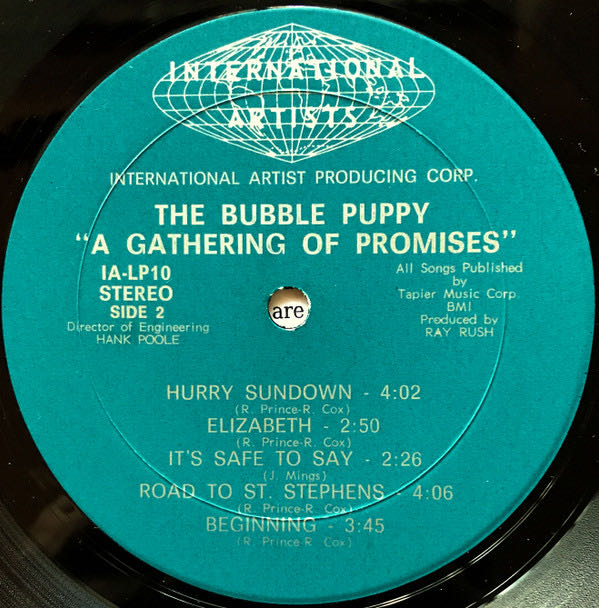 INTERNATIONAL
ARTISTS
INTERNATIONAL ARTIST PRODUCING CORP.
THE BUBBLE PUPPY
"A GATHERING OF PROMISES"
IA-LP10
STEREO
SIDE 2
Director of Engineering
HANK POOLE
are
All Songs Published
by
Tapier Music Corp.
BMI
Produced by
RAY RUSH
HURRY SUNDOWN - 4:02
(R. Prince-R. Cox)
ELIZABETH - 2:50
(R. Prince-R. Cox)
IT'S SAFE TO SAY - 2:26
(J. Mings)
ROAD TO ST. STEPHENS - 4:06
(R. Prince-R. Cox)
BEGINNING - 3:45
(R. Prince-R. Cox)